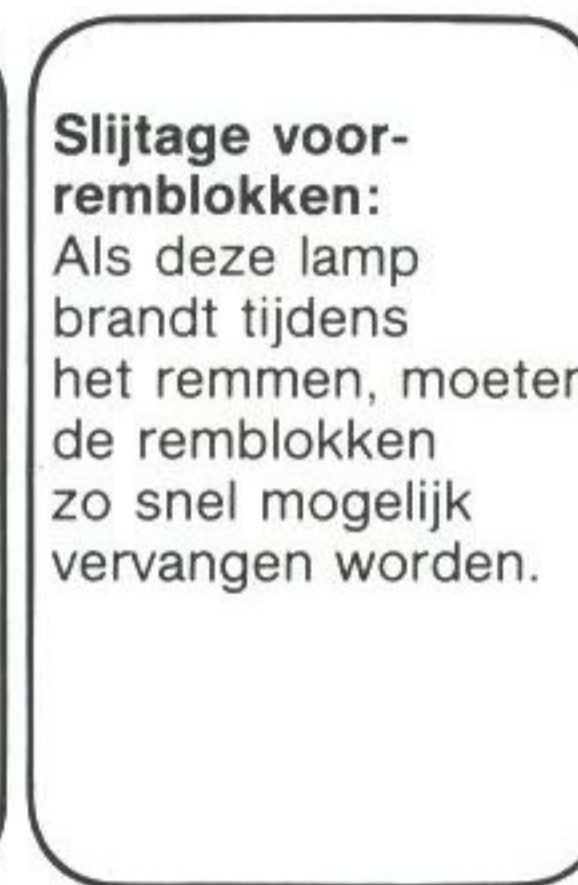 Slijtage voor-
remblokken:
Als deze lamp
brandt tijdens
het remmen, moeten
de remblokken
zo snel mogelijk
vervangen worden.